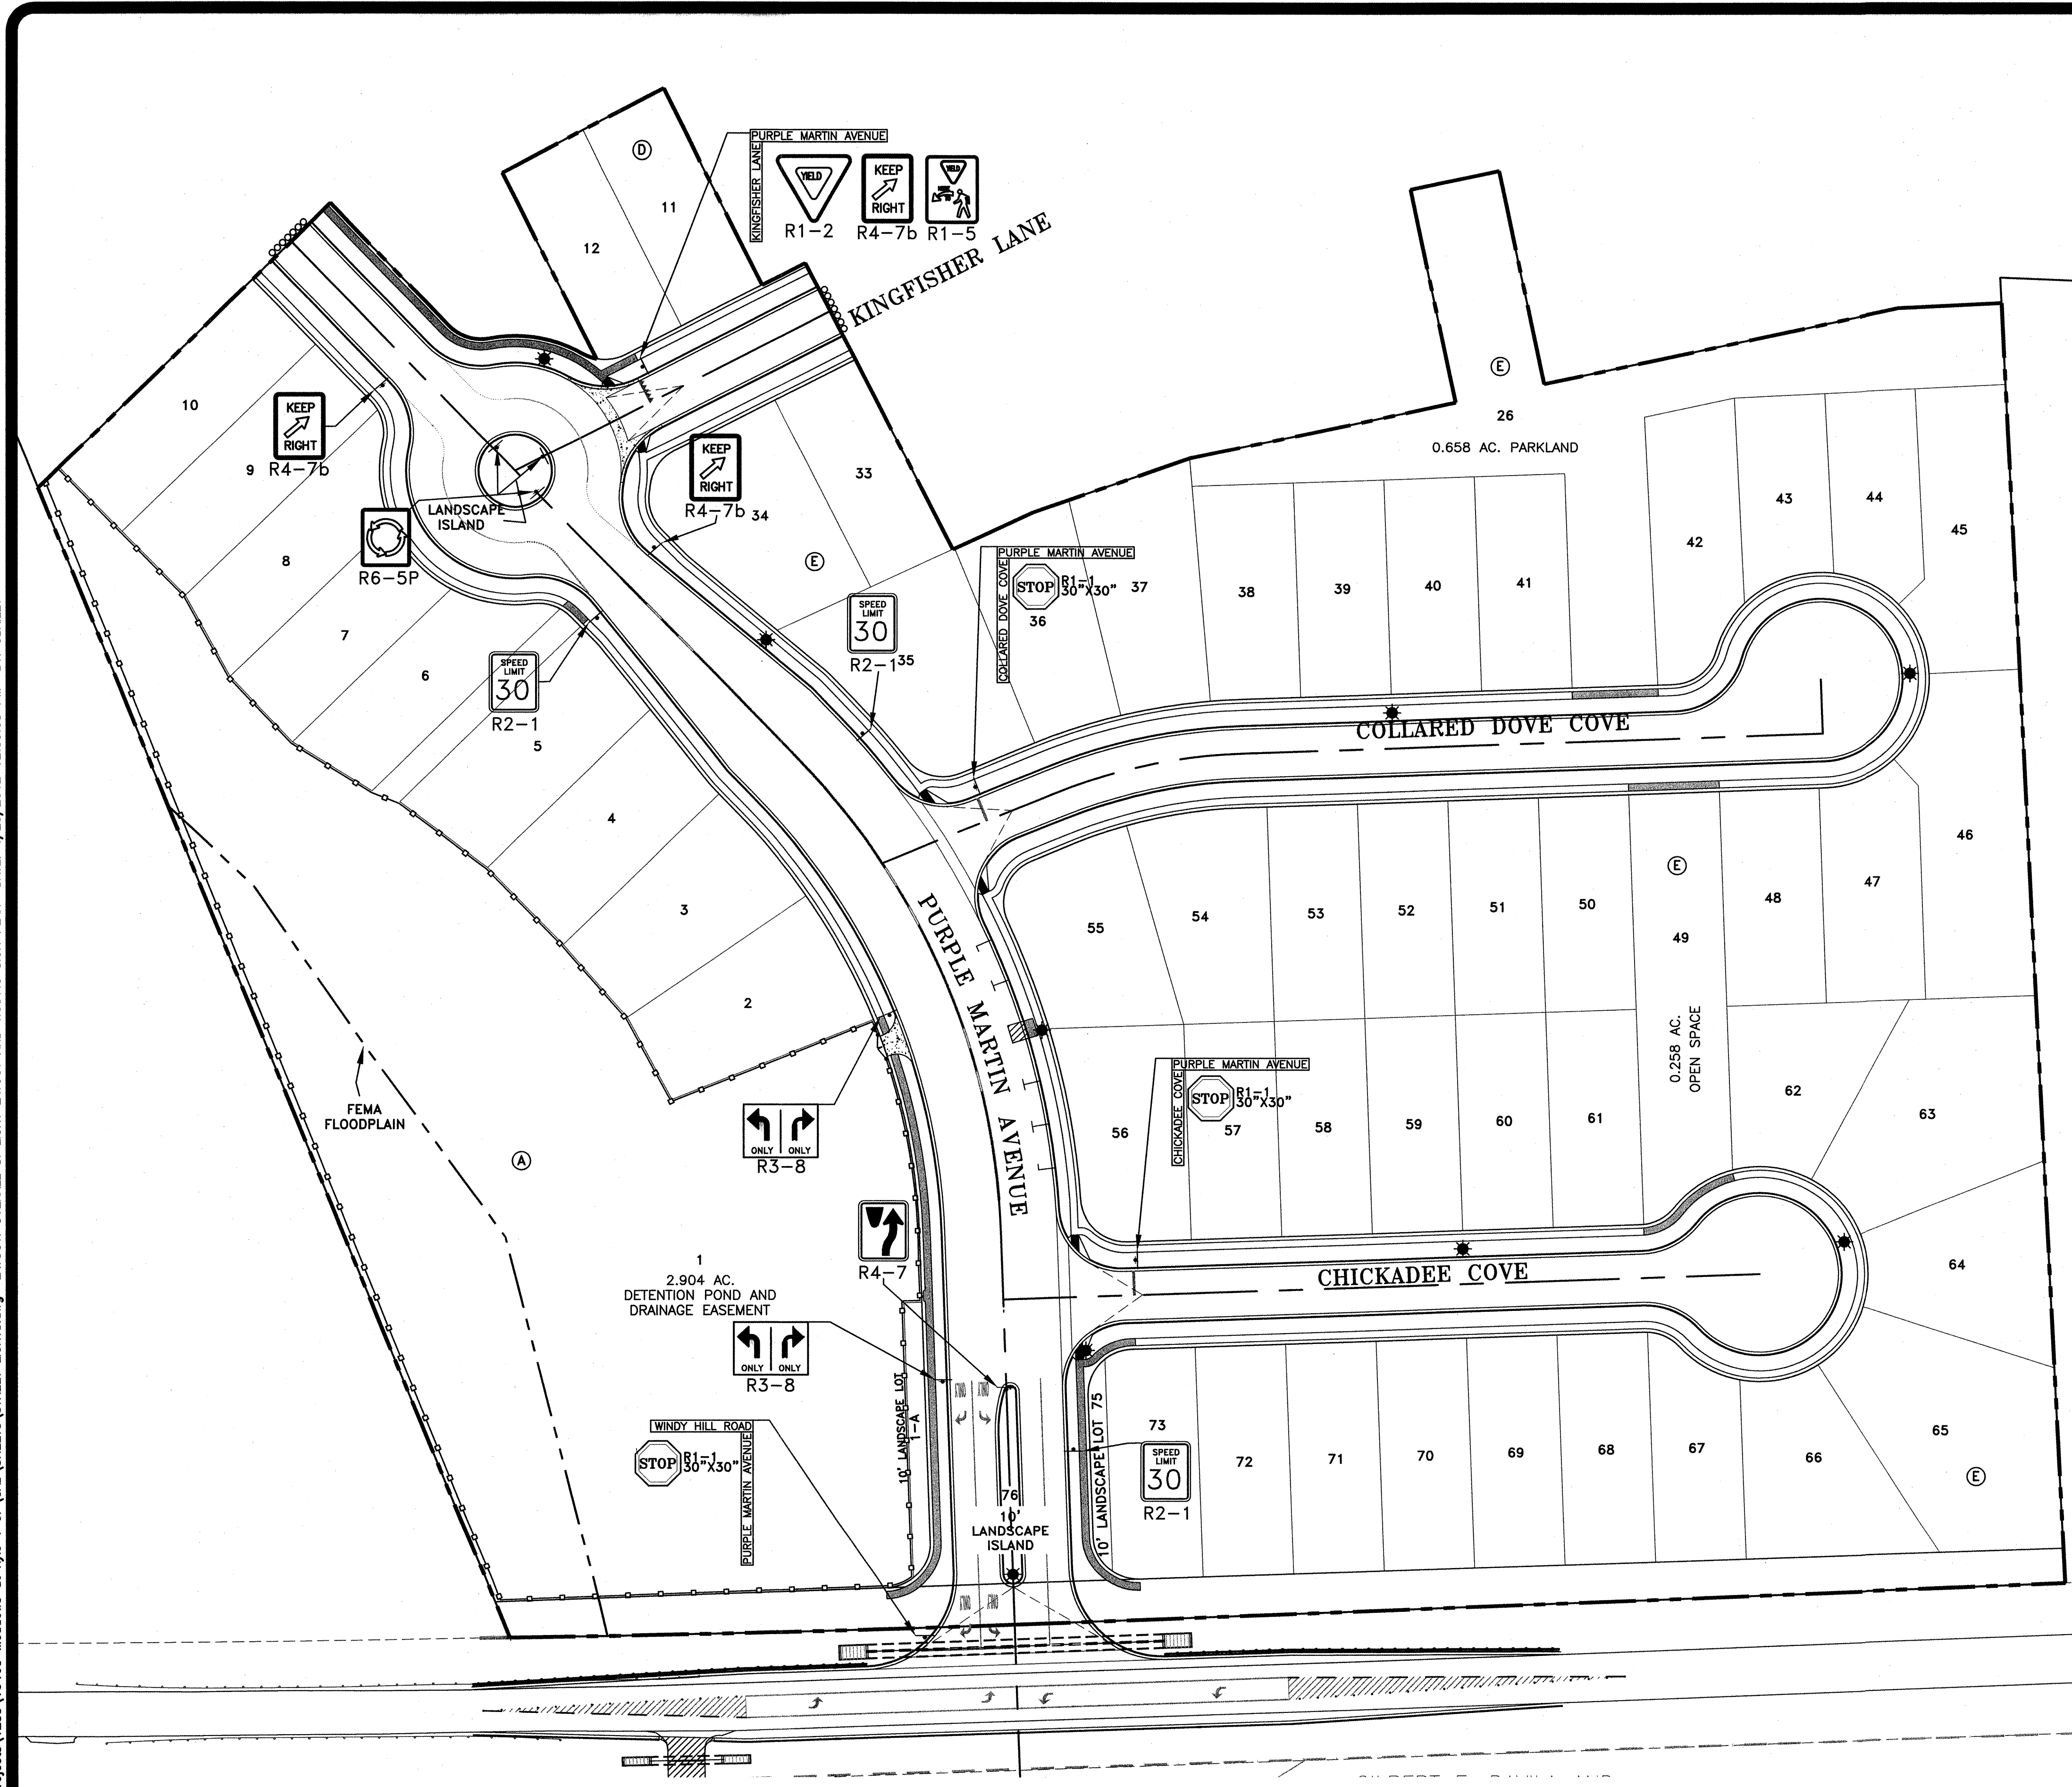 PURPLE MARTIN AVENUE
KINGFISHER LANE
YIELD
KEEP
RIGHT
YIELD
R1-2
R4-7b
R1-5
D
11
12
KINGFISHER LANE
10
KEEP
RIGHT
R4-7b
9
8
7
6
5
4
3
2
LANDSCAPE
ISLAND
R6-5P
KEEP
RIGHT
R4-7b
34
33
E
SPEED
LIMIT
30
R2-1
35
SPEED
LIMIT
30
R2-1
PURPLE MARTIN AVENUE
COLLARED DOVE COVE
STOP
R1-1
30"X30"
36
37
38
39
40
41
E
26
0.658 AC. PARKLAND
42
43
44
45
COLLARED DOVE COVE
46
47
48
E
49
0.258 AC.
OPEN SPACE
50
51
52
53
54
55
PURPLE MARTIN AVENUE
PURPLE MARTIN AVENUE
CHICKADEE COVE
STOP
R1-1
30"X30"
56
57
58
59
60
61
62
63
64
65
E
CHICKADEE COVE
FEMA
FLOODPLAIN
A
ONLY
ONLY
R3-8
R4-7
1
2.904 AC.
DETENTION POND AND
DRAINAGE EASEMENT
ONLY
ONLY
R3-8
WINDY HILL ROAD
PURPLE MARTIN AVENUE
STOP
R1-1
30"X30"
10' LANDSCAPE LOT
1-A
ONLY
ONLY
76
10'
LANDSCAPE
ISLAND
ONLY
ONLY
10' LANDSCAPE LOT 75
73
SPEED
LIMIT
30
R2-1
72
71
70
69
68
67
66